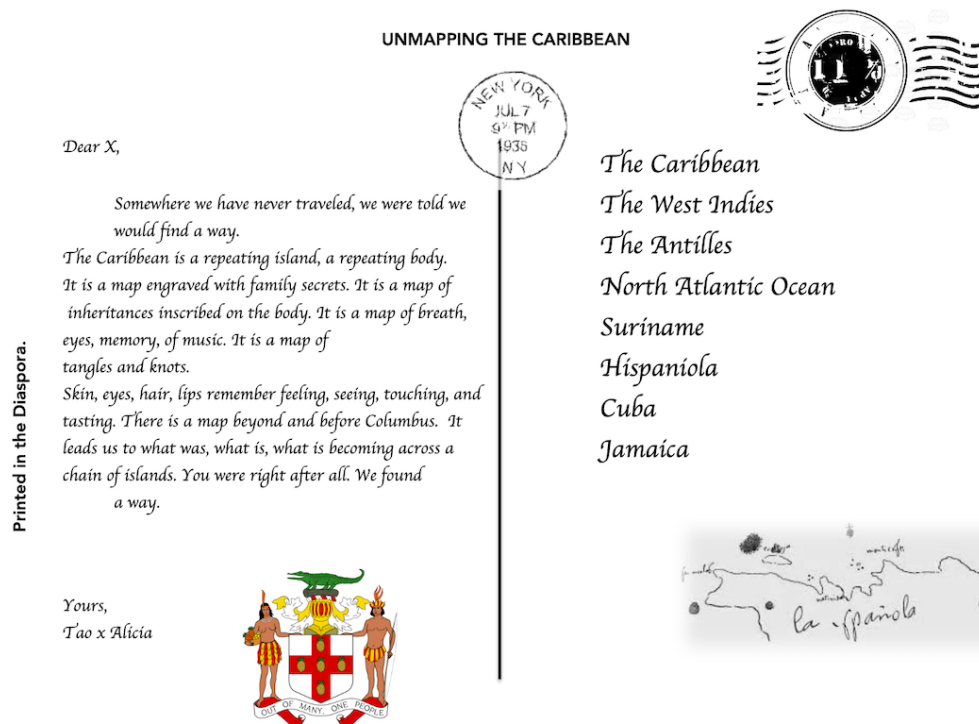 UNMAPPING THE CARIBBEAN
NEW YORK
JUL 7
PM
1935
NY
11
Dear X,
Somewhere we have never traveled, we were told we
would find a way.
The Caribbean is a repeating island, a repeating body.
It is a map engraved with family secrets. It is a map of
inheritances inscribed on the body. It is a map of breath,
eyes, memory, of music. It is a map of
tangles and knots.
Skin, eyes, hair, lips remember feeling, seeing, touching, and
tasting. There is a map beyond and before Columbus. It
leads us to what was, what is, what is becoming across a
chain of islands. You were right after all. We found
a way.
Yours,
Tao x Alicia
OUT OF MANY, ONE PEOPLE
Printed in the Diaspora.
The Caribbean
The West Indies
The Antilles
North Atlantic Ocean
Suriname
Hispaniola
Cuba
Jamaica
la española